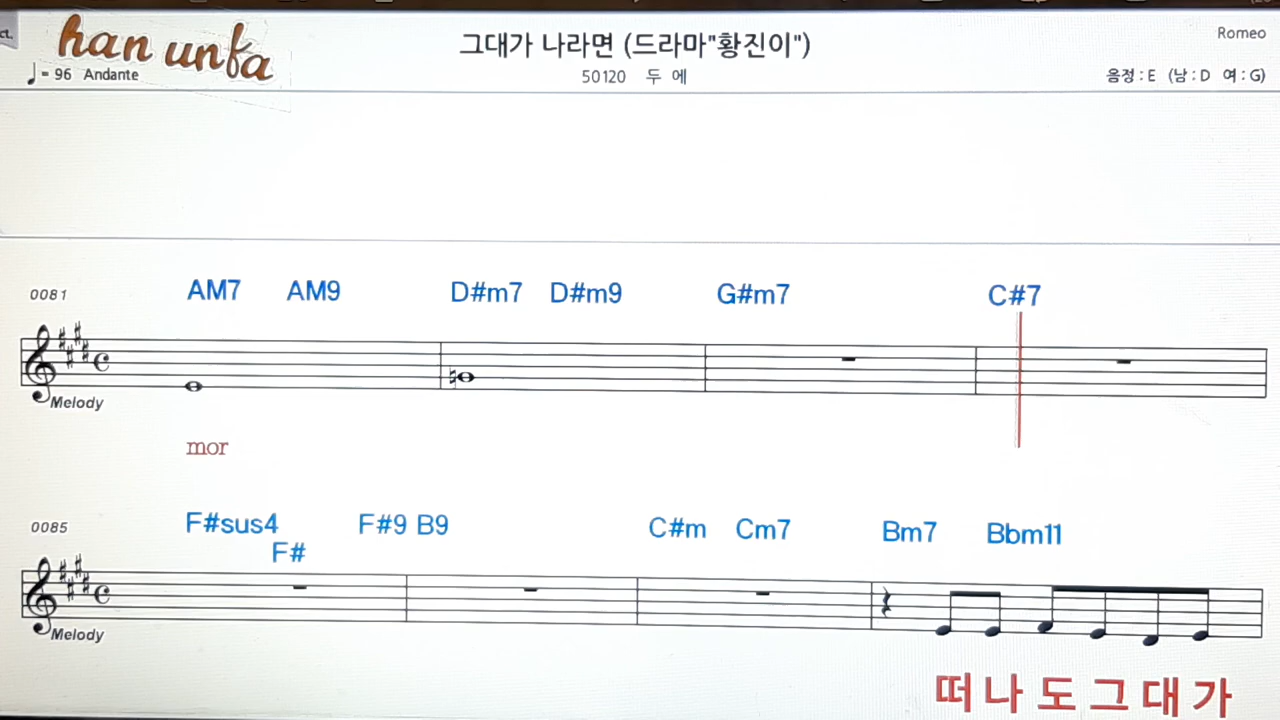 ct.
han unfa
그대가 나라면 (드라마"황진이")
Romeo
♩= 96 Andante
50120 두 에
음정 : E (남 : D 여 : G)
0081
AM7 AM9 D#m7 D#m9 G#m7 C#7
Melody
mor
0085
F#sus4 F#9 B9 C#m Cm7 Bm7 Bbm11
F#
Melody
떠 나 도 그 대 가